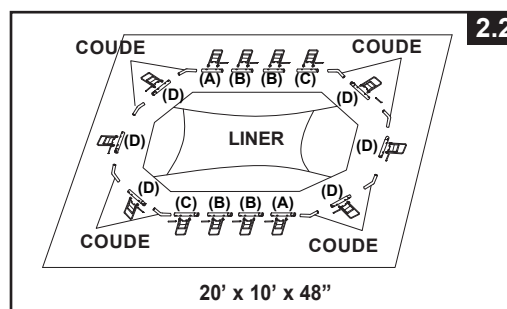 2.2
COUDE COUDE
(A) (B) (B) (C)
(D) (D)
(D) LINER (D)
(D) (D)
(C) (B) (B) (A)
COUDE COUDE
20’ x 10’ x 48”